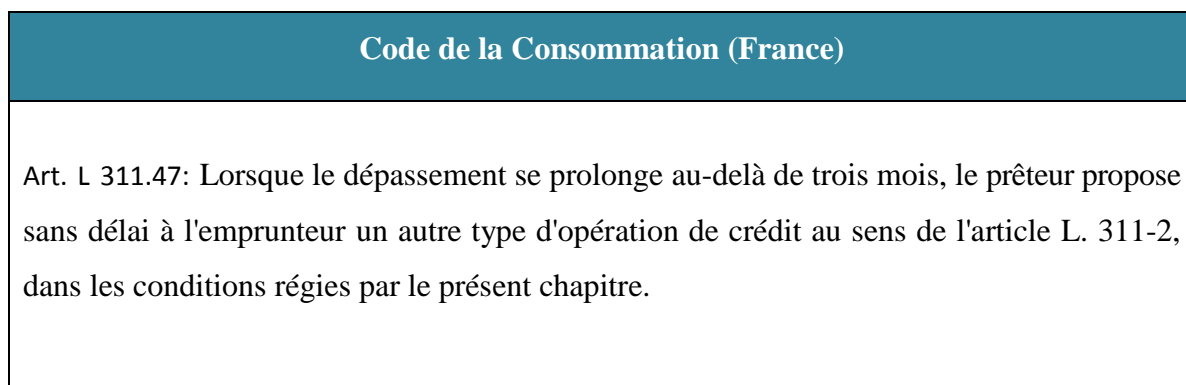 Code de la Consommation (France)
Art. L 311.47: Lorsque le dépassement se prolonge au-delà de trois mois, le prêteur propose
sans délai à l'emprunteur un autre type d'opération de crédit au sens de l'article L. 311-2,
dans les conditions régies par le présent chapitre.